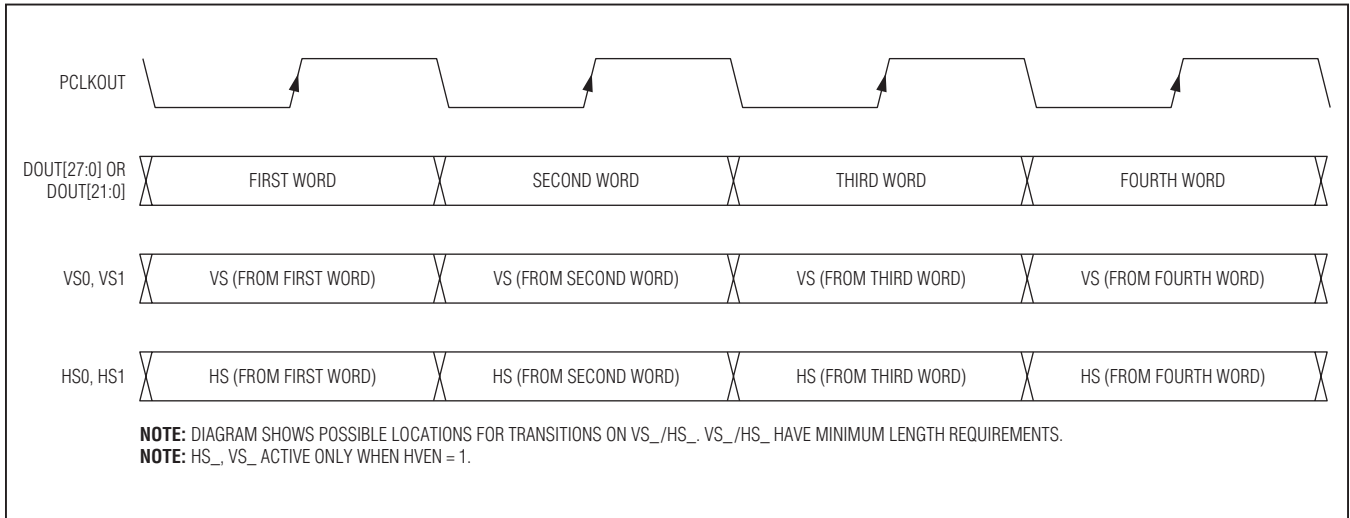 PCLKOUT
DOUT[27:0] OR
DOUT[21:0]
FIRST WORD
SECOND WORD
THIRD WORD
FOURTH WORD
VS0, VS1
VS (FROM FIRST WORD)
VS (FROM SECOND WORD)
VS (FROM THIRD WORD)
VS (FROM FOURTH WORD)
HS0, HS1
HS (FROM FIRST WORD)
HS (FROM SECOND WORD)
HS (FROM THIRD WORD)
HS (FROM FOURTH WORD)
NOTE: DIAGRAM SHOWS POSSIBLE LOCATIONS FOR TRANSITIONS ON VS_/HS_. VS_/HS_ HAVE MINIMUM LENGTH REQUIREMENTS.
NOTE: HS_, VS_ ACTIVE ONLY WHEN HVEN = 1.